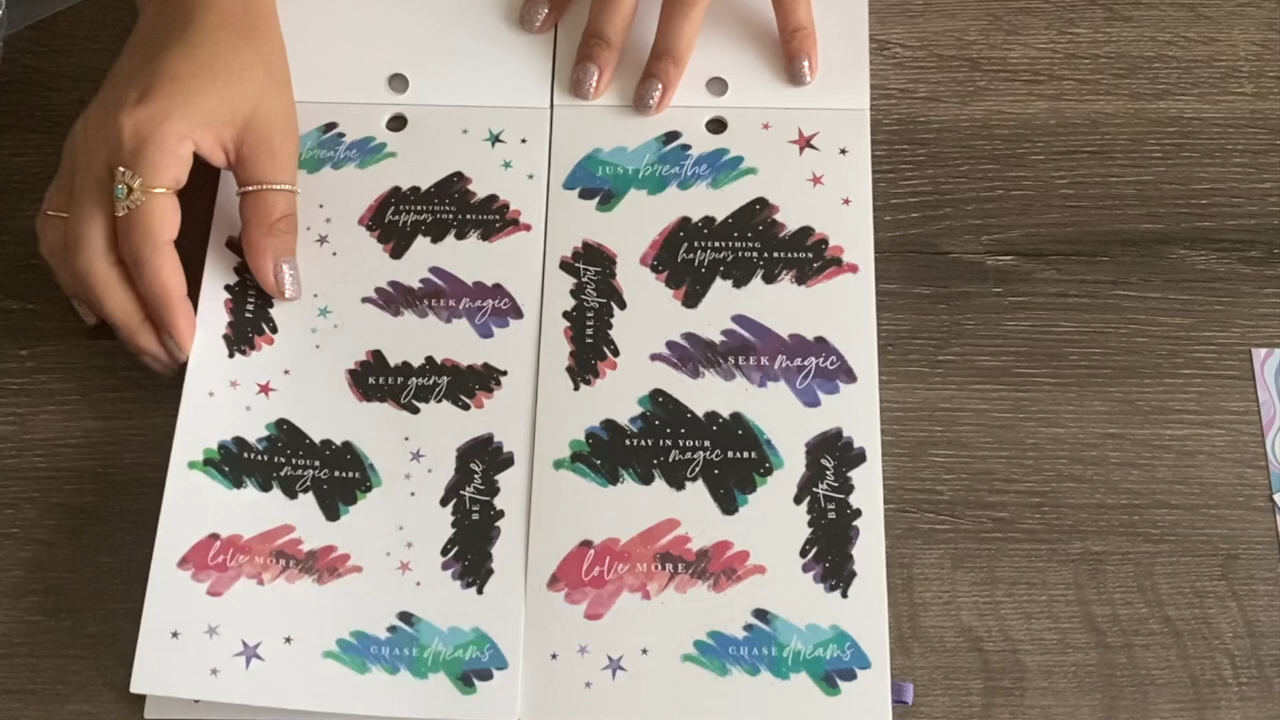 breathe
EVERYTHING
happens FOR A REASON
FREE
SEEK magic
KEEP going
STAY IN YOUR
magic BABE
BE true
love MORE
CHASE dreams
JUST breathe
EVERYTHING
happens FOR A REASON
FREE spirit
SEEK magic
STAY IN YOUR
magic BABE
BE true
love MORE
CHASE dreams